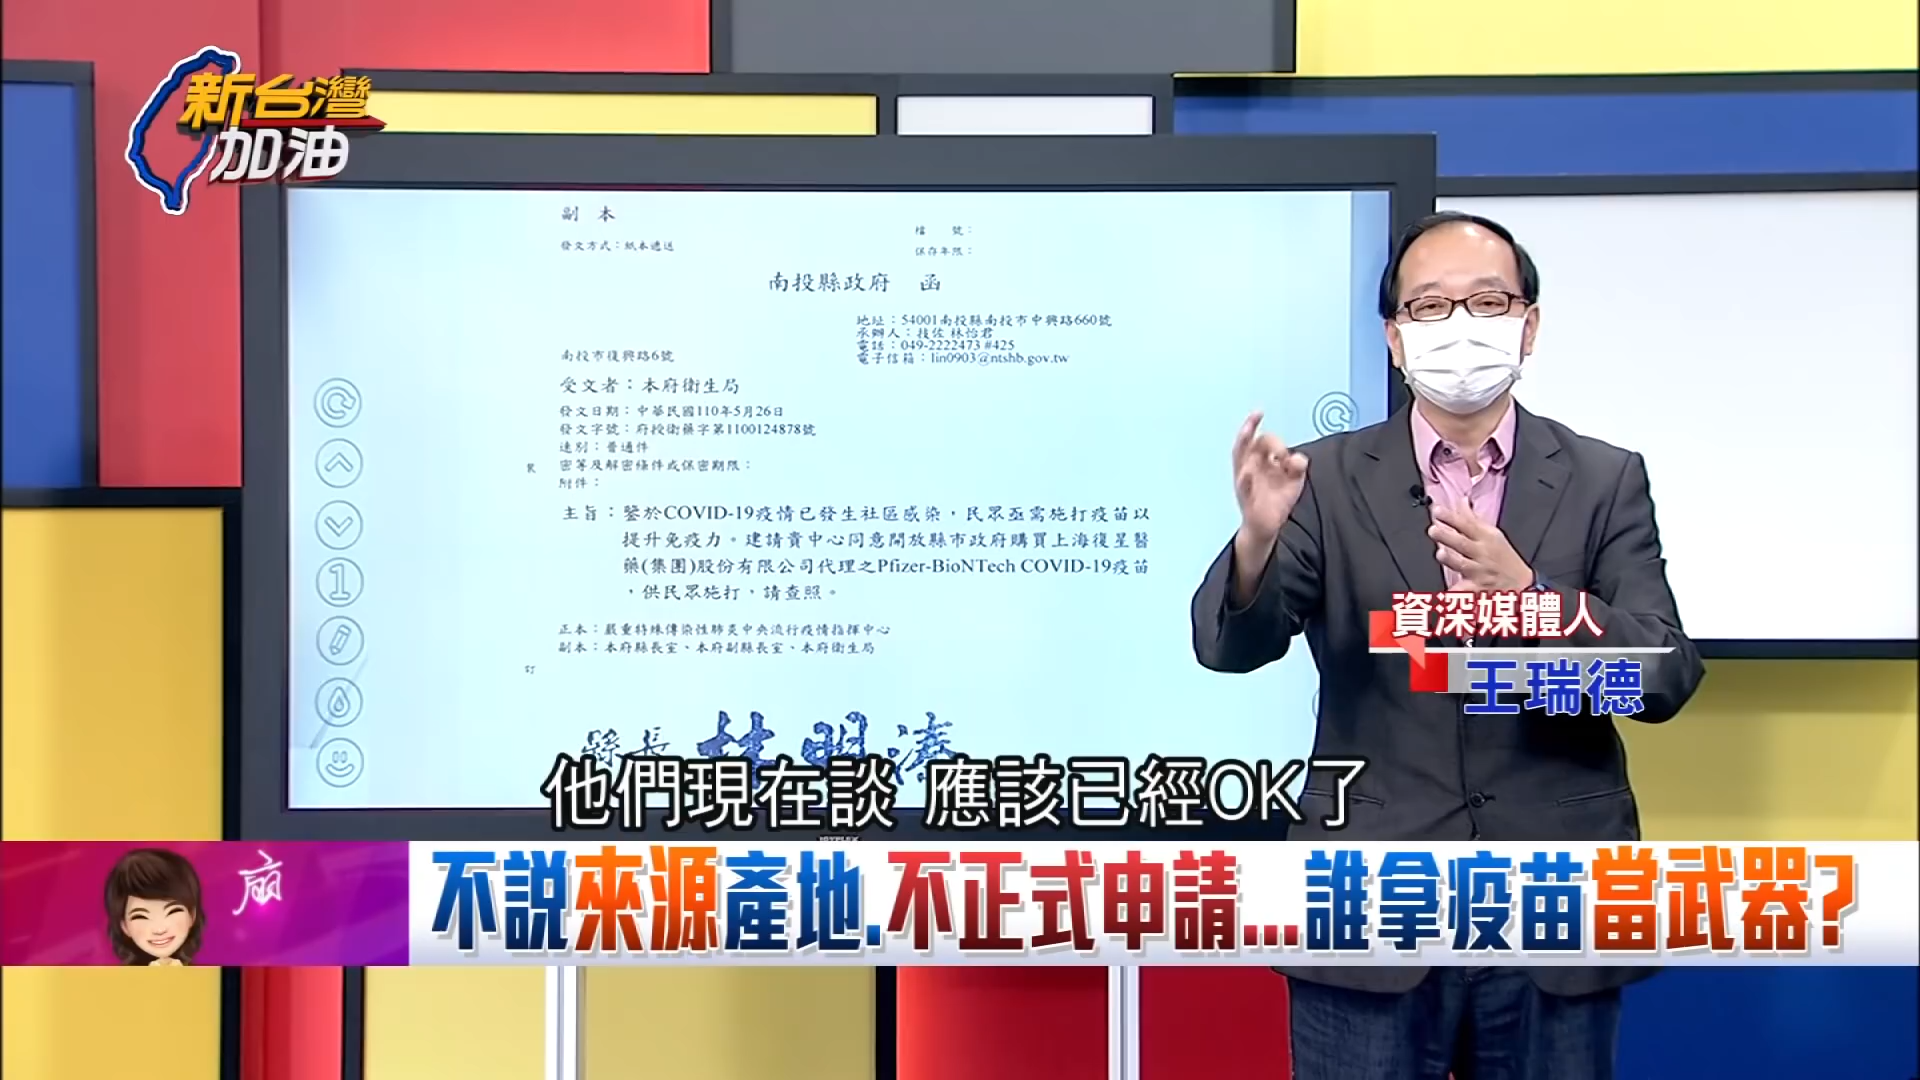 新台灣
加油
副 本
發文方式：紙本遞送
檔 號：
保存年限：
南投縣政府 函
地址：54001南投縣南投市中興路660號
承辦人：技佐 林怡君
電話：049-2222473 #425
電子信箱：lin0903@ntshb.gov.tw
南投市復興路6號
受文者：本府衛生局
發文日期：中華民國110年5月26日
發文字號：府授衛藥字第1100124878號
速別：普通件
密等及解密條件或保密期限：
附件：
裝
主旨：鑒於COVID-19疫情已發生社區感染，民眾亟需施打疫苗以
提升免疫力。建請貴中心同意開放縣市政府購買上海復星醫
藥(集團)股份有限公司代理之Pfizer-BioNTech COVID-19疫苗
，供民眾施打，請查照。
正本：嚴重特殊傳染性肺炎中央流行疫情指揮中心
副本：本府縣長室、本府副縣長室、本府衛生局
訂
縣長 林明溱
1
資深媒體人
王瑞德
他們現在談 應該已經OK了
不說來源產地.不正式申請...誰拿疫苗當武器?